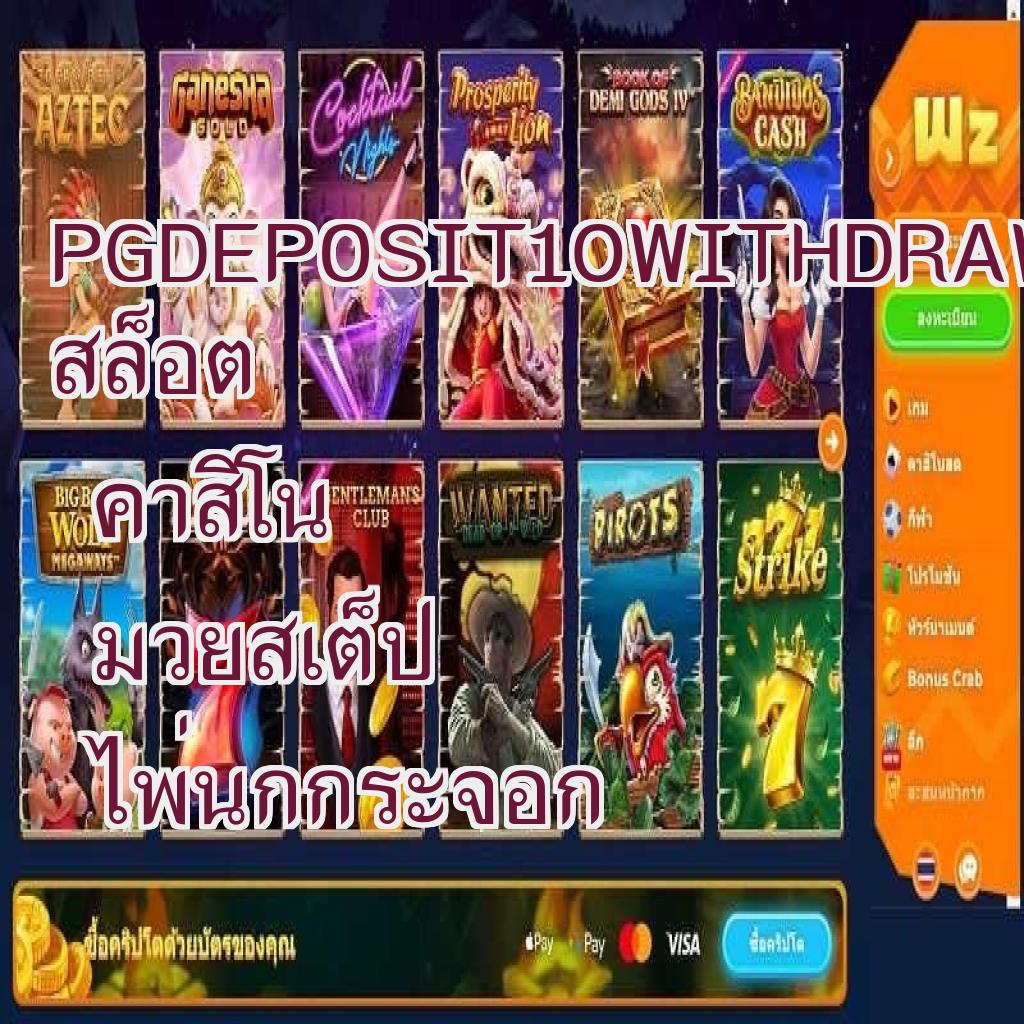 AZTEC
Ganesha
GOLD
Cocktail
Nights
Prosperity
Lion
BOOK OF
DEMI GODS IV
BANDIDOS
CASH
Wz
PGDEPOSIT10WITHDRAW
ลงทะเบียน
สล็อต
เกม
คาสิโนสด
กีฬา
โปรโมชั่น
ทัวร์นาเมนต์
Bonus Crab
คาสิโน
WOLF
MEGAWAYS
GENTLEMAN'S
CLUB
WANTED
DEAD OR A WILD
PIROTS
777
Strike
มวยสเต็ป
ไพ่นกกระจอก
ซื้อคริปโตด้วยบัตรของคุณ
Pay
Pay
VISA
ซื้อคริปโต